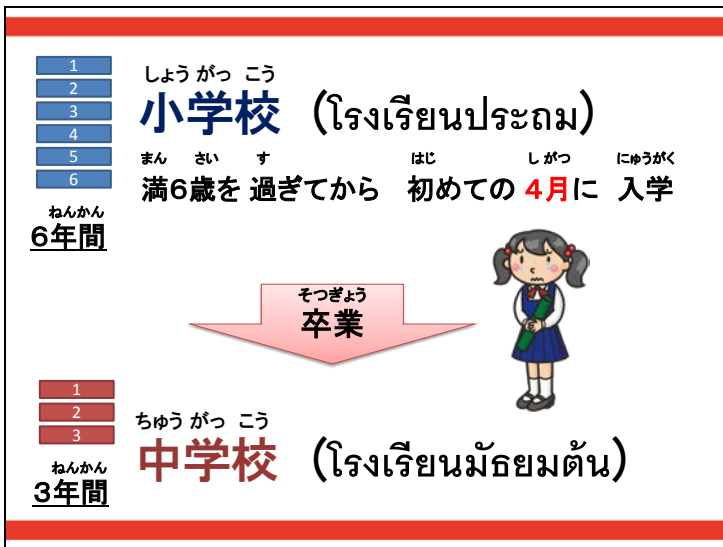 1
2
3
4
5
6
ねんかん
6年間
しょう がっ こう
小学校 (โรงเรียนประถม)
まん さい す はじ しがつ にゅうがく
満6歳を 過ぎてから 初めての 4月に 入学
そつぎょう
卒業
1
2
3
ねんかん
3年間
ちゅう がっ こう
中学校 (โรงเรียนมัธยมต้น)